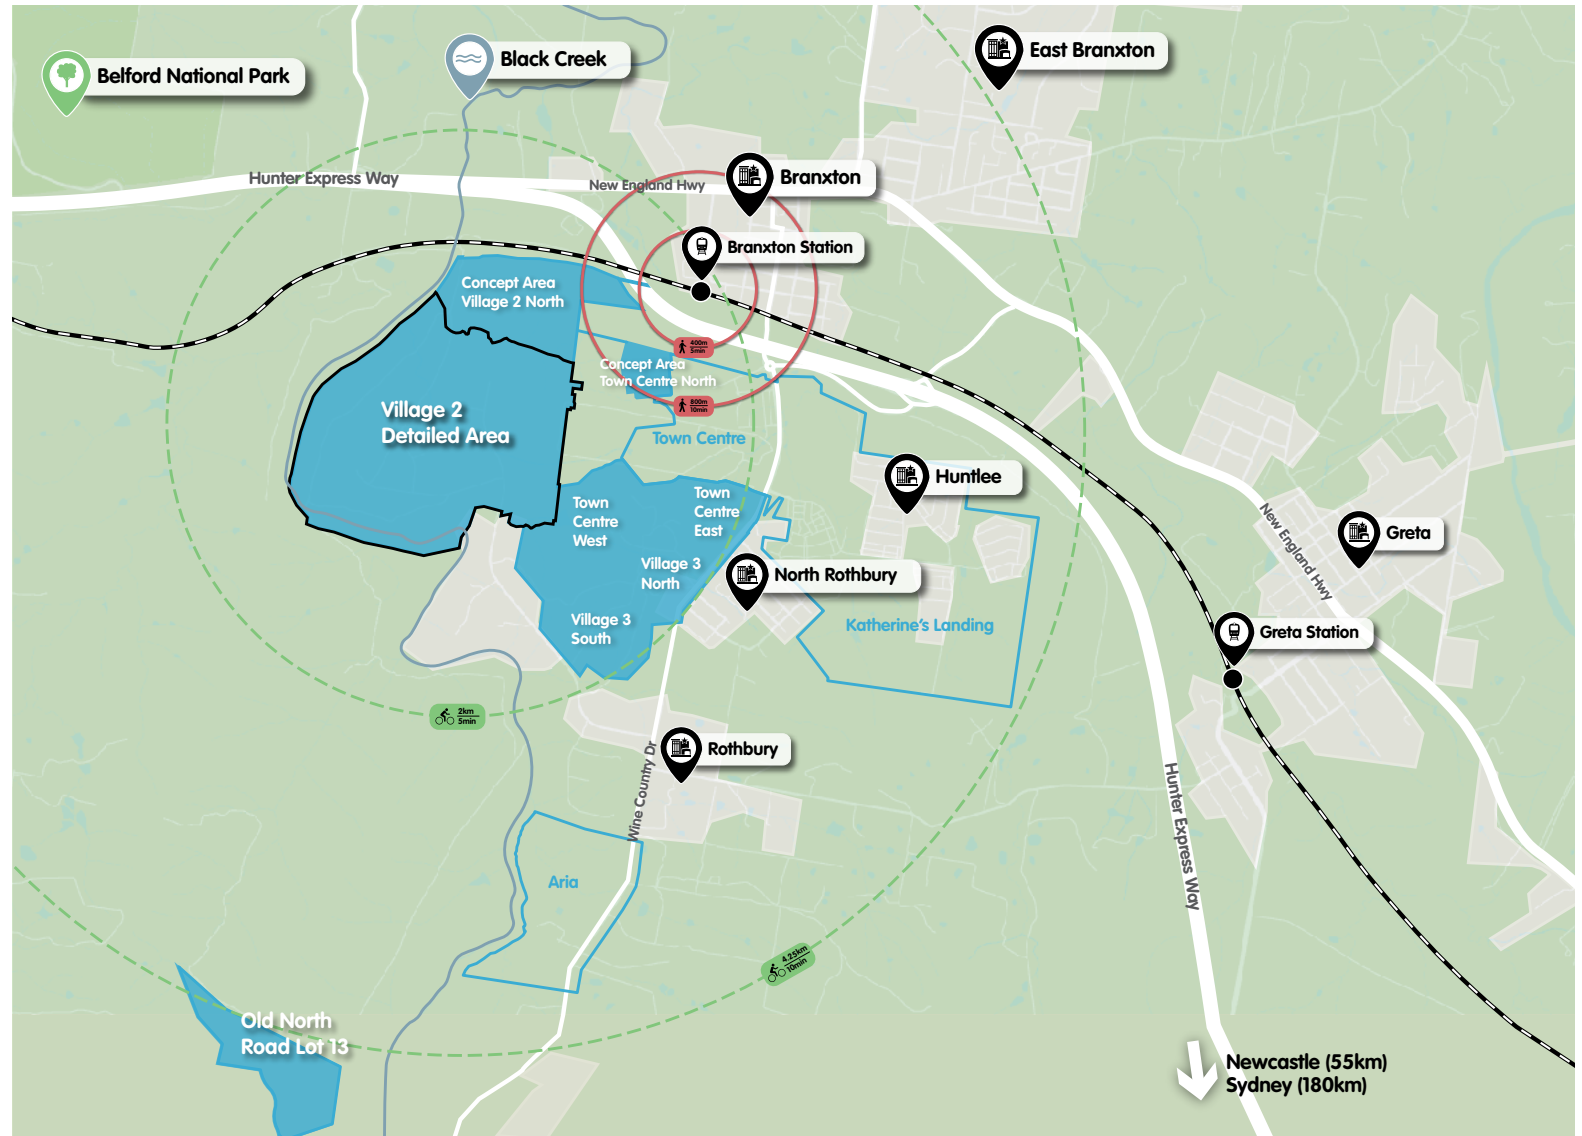 East Branxton
Black Creek
Belford National Park
Hunter Express Way
New England Hwy
Branxton
Branxton Station
Concept Area
Village 2 North
400m
5min
Concept Area
Town Centre North
800m
10min
Village 2
Detailed Area
Town Centre
Huntlee
Town
Centre
West
Town
Centre
East
New England Hwy
Greta
Village 3
North
North Rothbury
Village 3
South
Katherine's Landing
Greta Station
2km
5min
Rothbury
Wine Country Dr
Hunter Express Way
Aria
4.25km
10min
Old North
Road Lot 13
Newcastle (55km)
Sydney (180km)